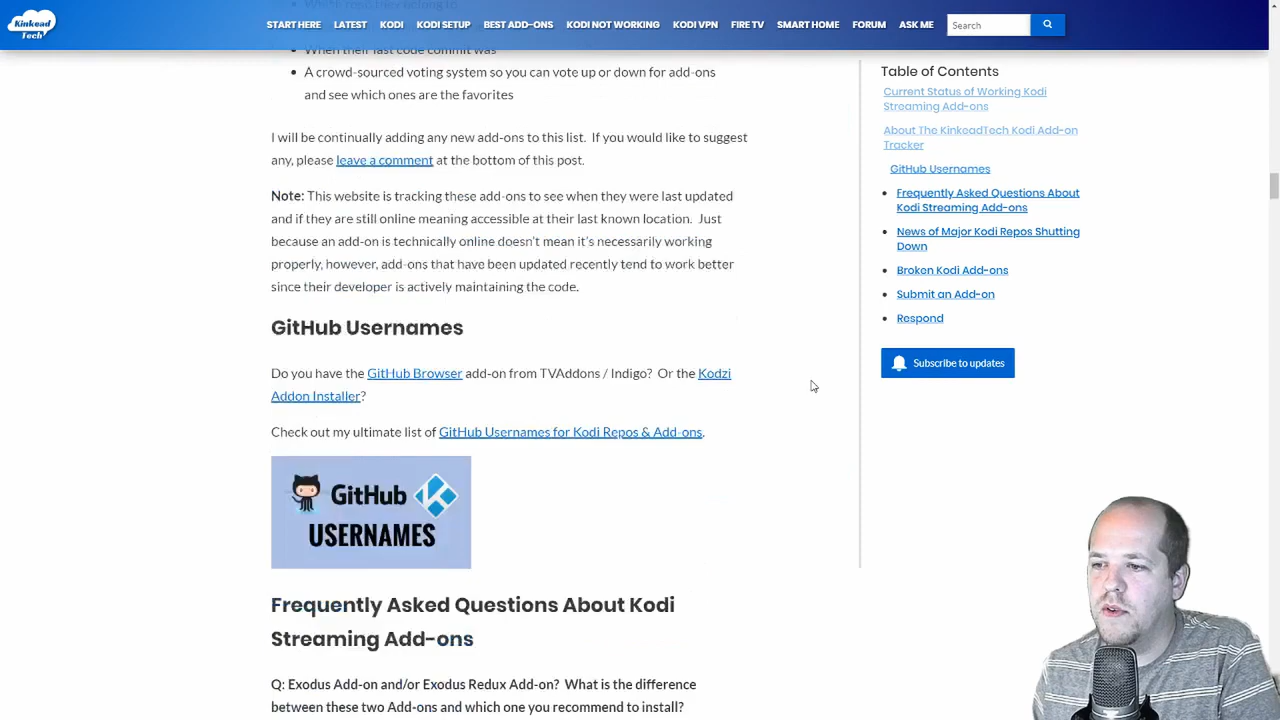 Kinkead
Tech
START HERE LATEST KODI KODI SETUP BEST ADD-ONS KODI NOT WORKING KODI VPN FIRE TV SMART HOME FORUM ASK ME Search
When their last code commit was
A crowd-sourced voting system so you can vote up or down for add-ons
and see which ones are the favorites
I will be continually adding any new add-ons to this list. If you would like to suggest
any, please leave a comment at the bottom of this post.
Note: This website is tracking these add-ons to see when they were last updated
and if they are still online meaning accessible at their last known location. Just
because an add-on is technically online doesn't mean it's necessarily working
properly, however, add-ons that have been updated recently tend to work better
since their developer is actively maintaining the code.
GitHub Usernames
Do you have the GitHub Browser add-on from TVAddons / Indigo? Or the Kodzi
Addon Installer?
Check out my ultimate list of GitHub Usernames for Kodi Repos & Add-ons.
GitHub
USERNAMES
Frequently Asked Questions About Kodi
Streaming Add-ons
Q: Exodus Add-on and/or Exodus Redux Add-on? What is the difference
between these two Add-ons and which one you recommend to install?
Table of Contents
Current Status of Working Kodi
Streaming Add-ons
About The KinkeadTech Kodi Add-on
Tracker
GitHub Usernames
Frequently Asked Questions About
Kodi Streaming Add-ons
News of Major Kodi Repos Shutting
Down
Broken Kodi Add-ons
Submit an Add-on
Respond
Subscribe to updates